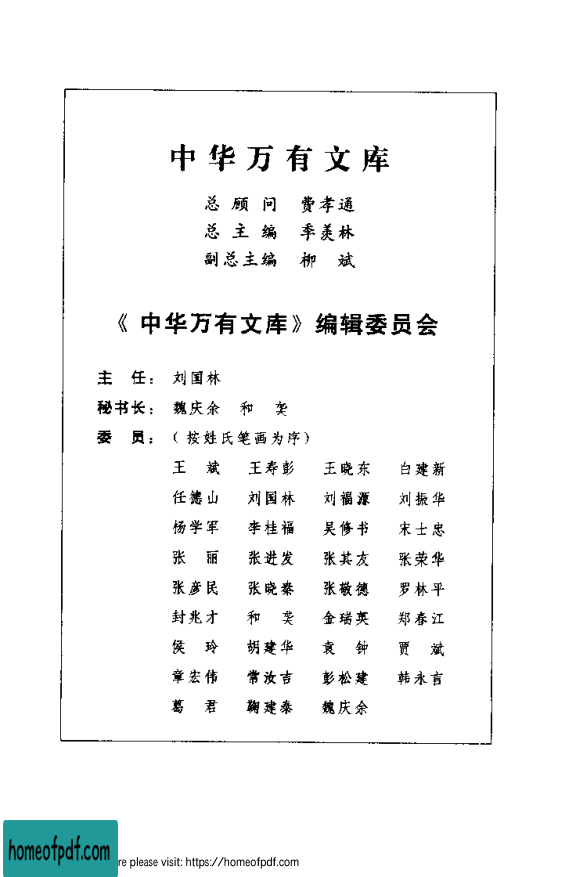 中华万有文库
总顾问 费孝通
总主编 季羡林
副总主编 柳 斌
《中华万有文库》编辑委员会
主 任：刘国林
秘书长：魏庆余 和 龚
委 员：（按姓氏笔画为序）
王 斌 王寿彭 王晓东 白建新
任德山 刘国林 刘福源 刘振华
杨学军 李桂福 吴修书 宋士忠
张 丽 张进发 张其友 张荣华
张彦民 张晓秦 张敬德 罗林平
封兆才 和 龚 金瑞英 郑春江
侯 玲 胡建华 袁 钟 贾 斌
章宏伟 常汝吉 彭松建 韩永言
葛 君 鞠建泰 魏庆余
homeofpdf.com
re please visit: https://homeofpdf.com